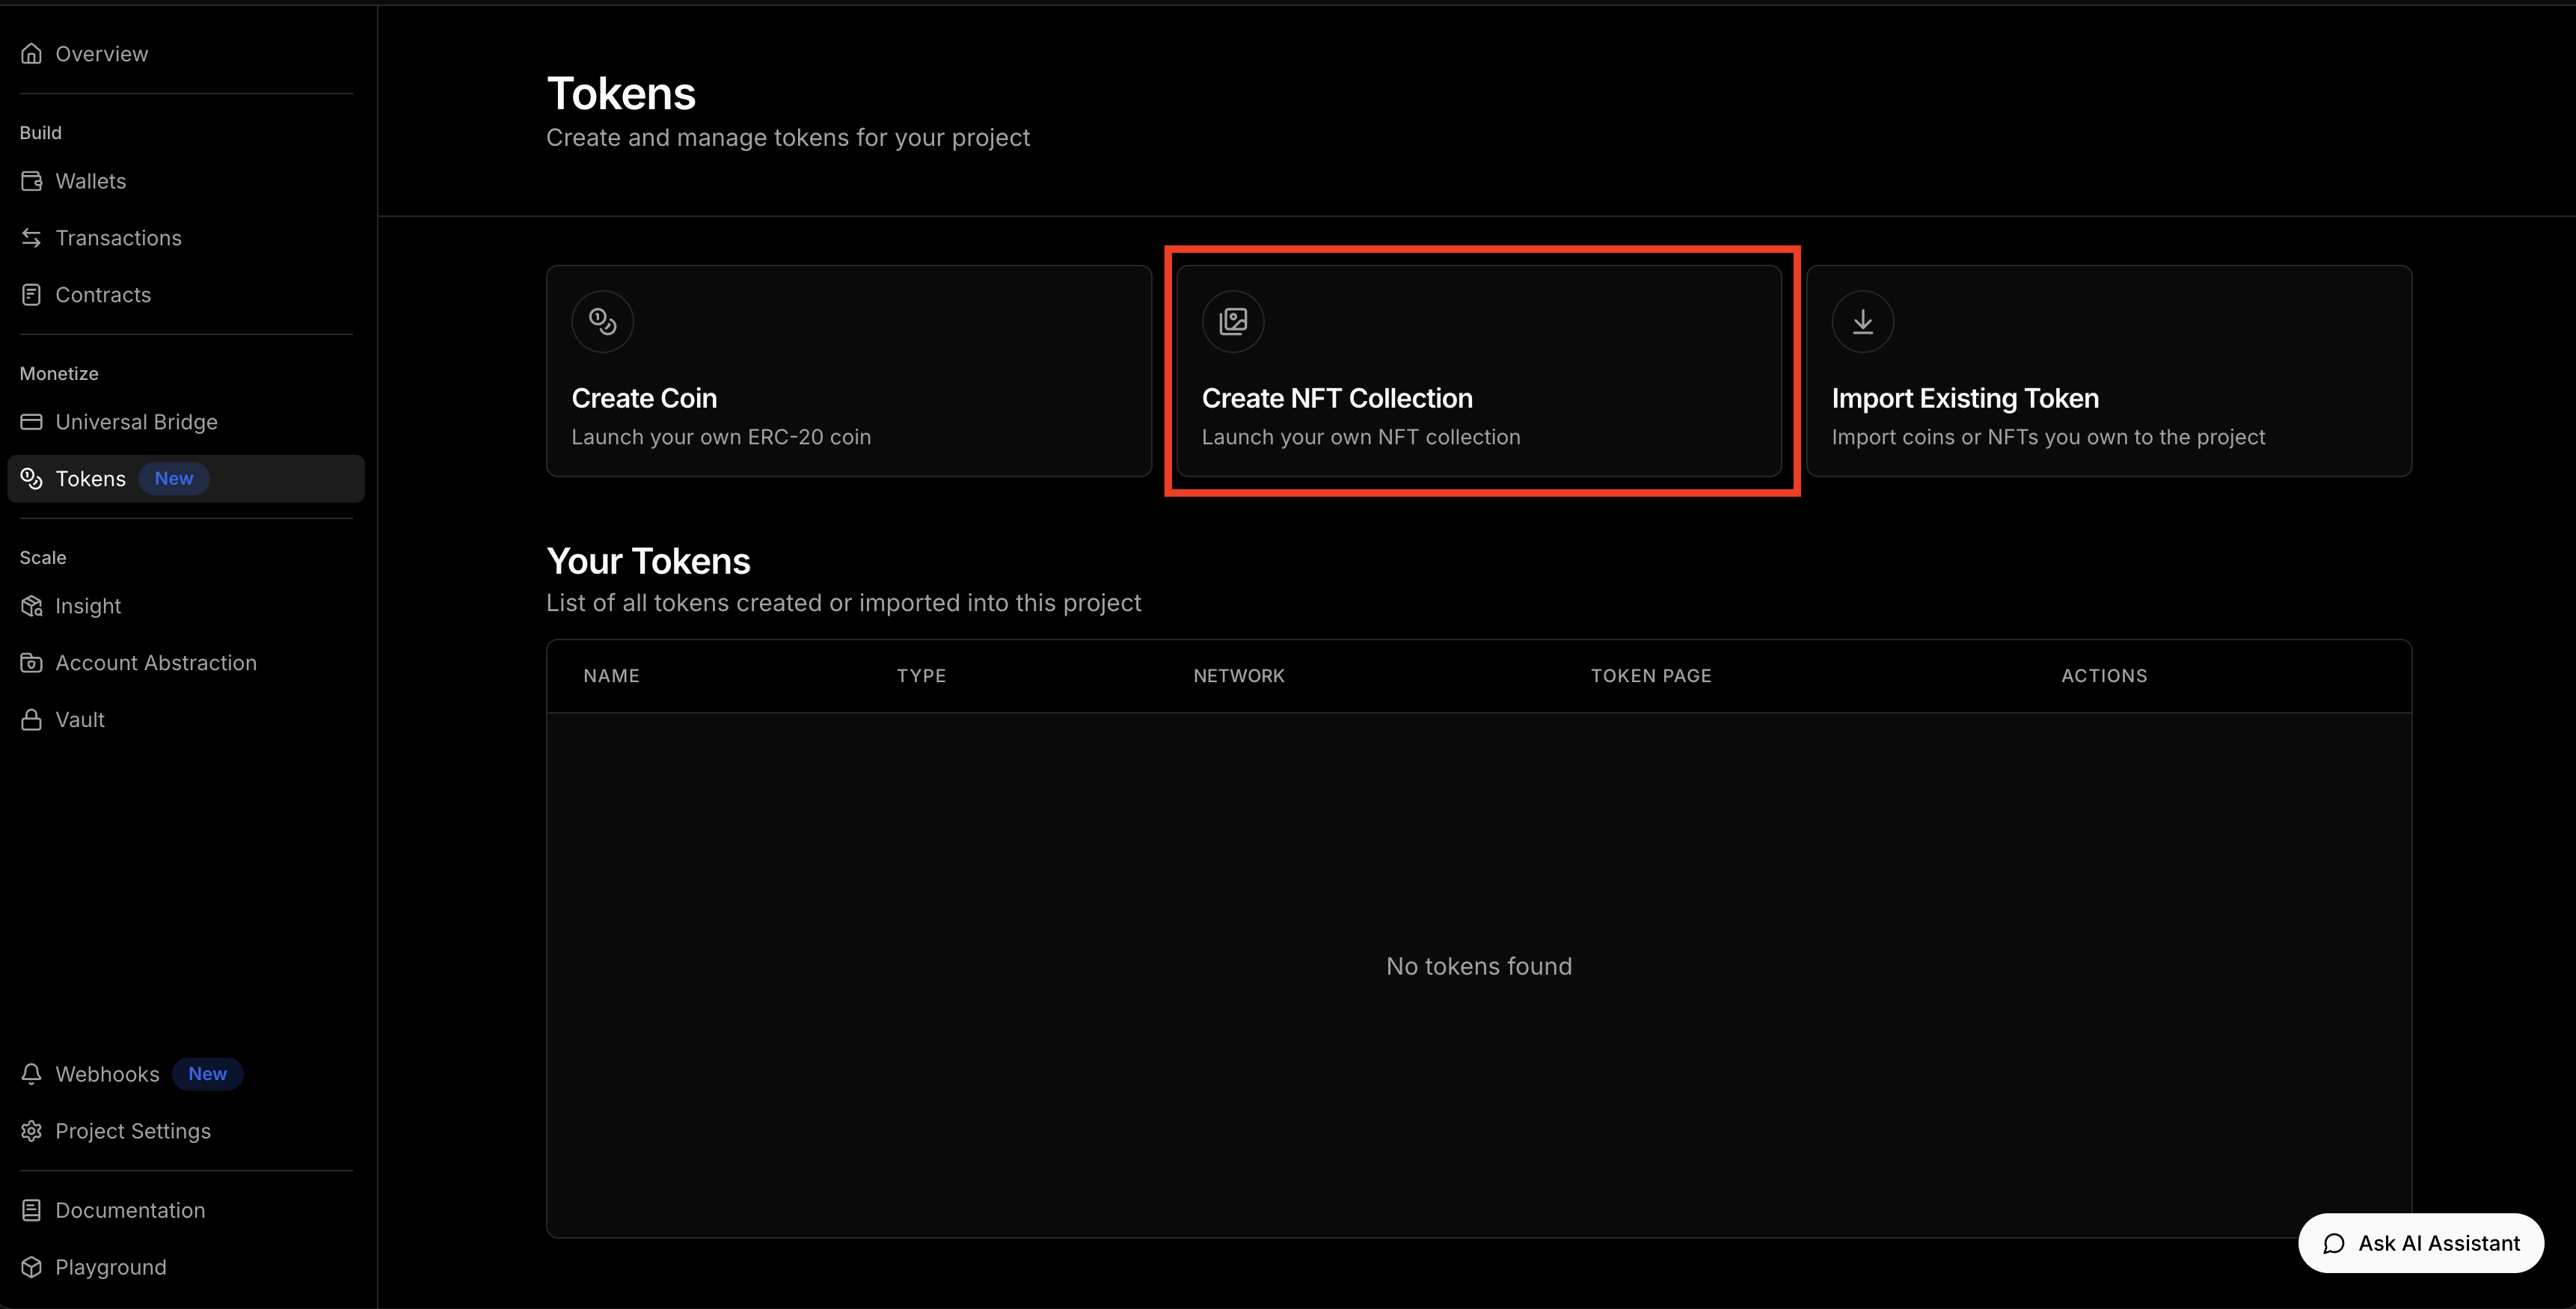 Overview
Build
Wallets
Transactions
Contracts
Monetize
Universal Bridge
Tokens New
Scale
Insight
Account Abstraction
Vault
Webhooks New
Project Settings
Documentation
Playground
Tokens
Create and manage tokens for your project
Create Coin
Launch your own ERC-20 coin
Create NFT Collection
Launch your own NFT collection
Import Existing Token
Import coins or NFTs you own to the project
Your Tokens
List of all tokens created or imported into this project
NAME TYPE NETWORK TOKEN PAGE ACTIONS
No tokens found
Ask AI Assistant